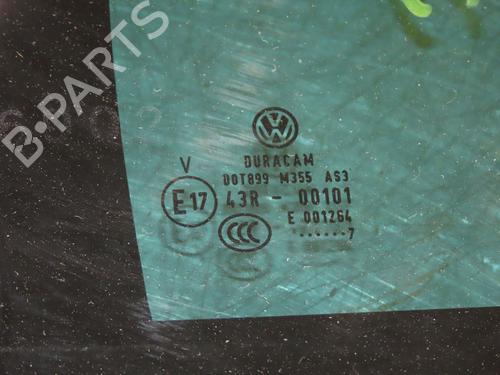 B-PARTS
VW
DURACAM
DOT899 M355 AS3
V
E17 43R - 00101
E 001264
CCC
......7